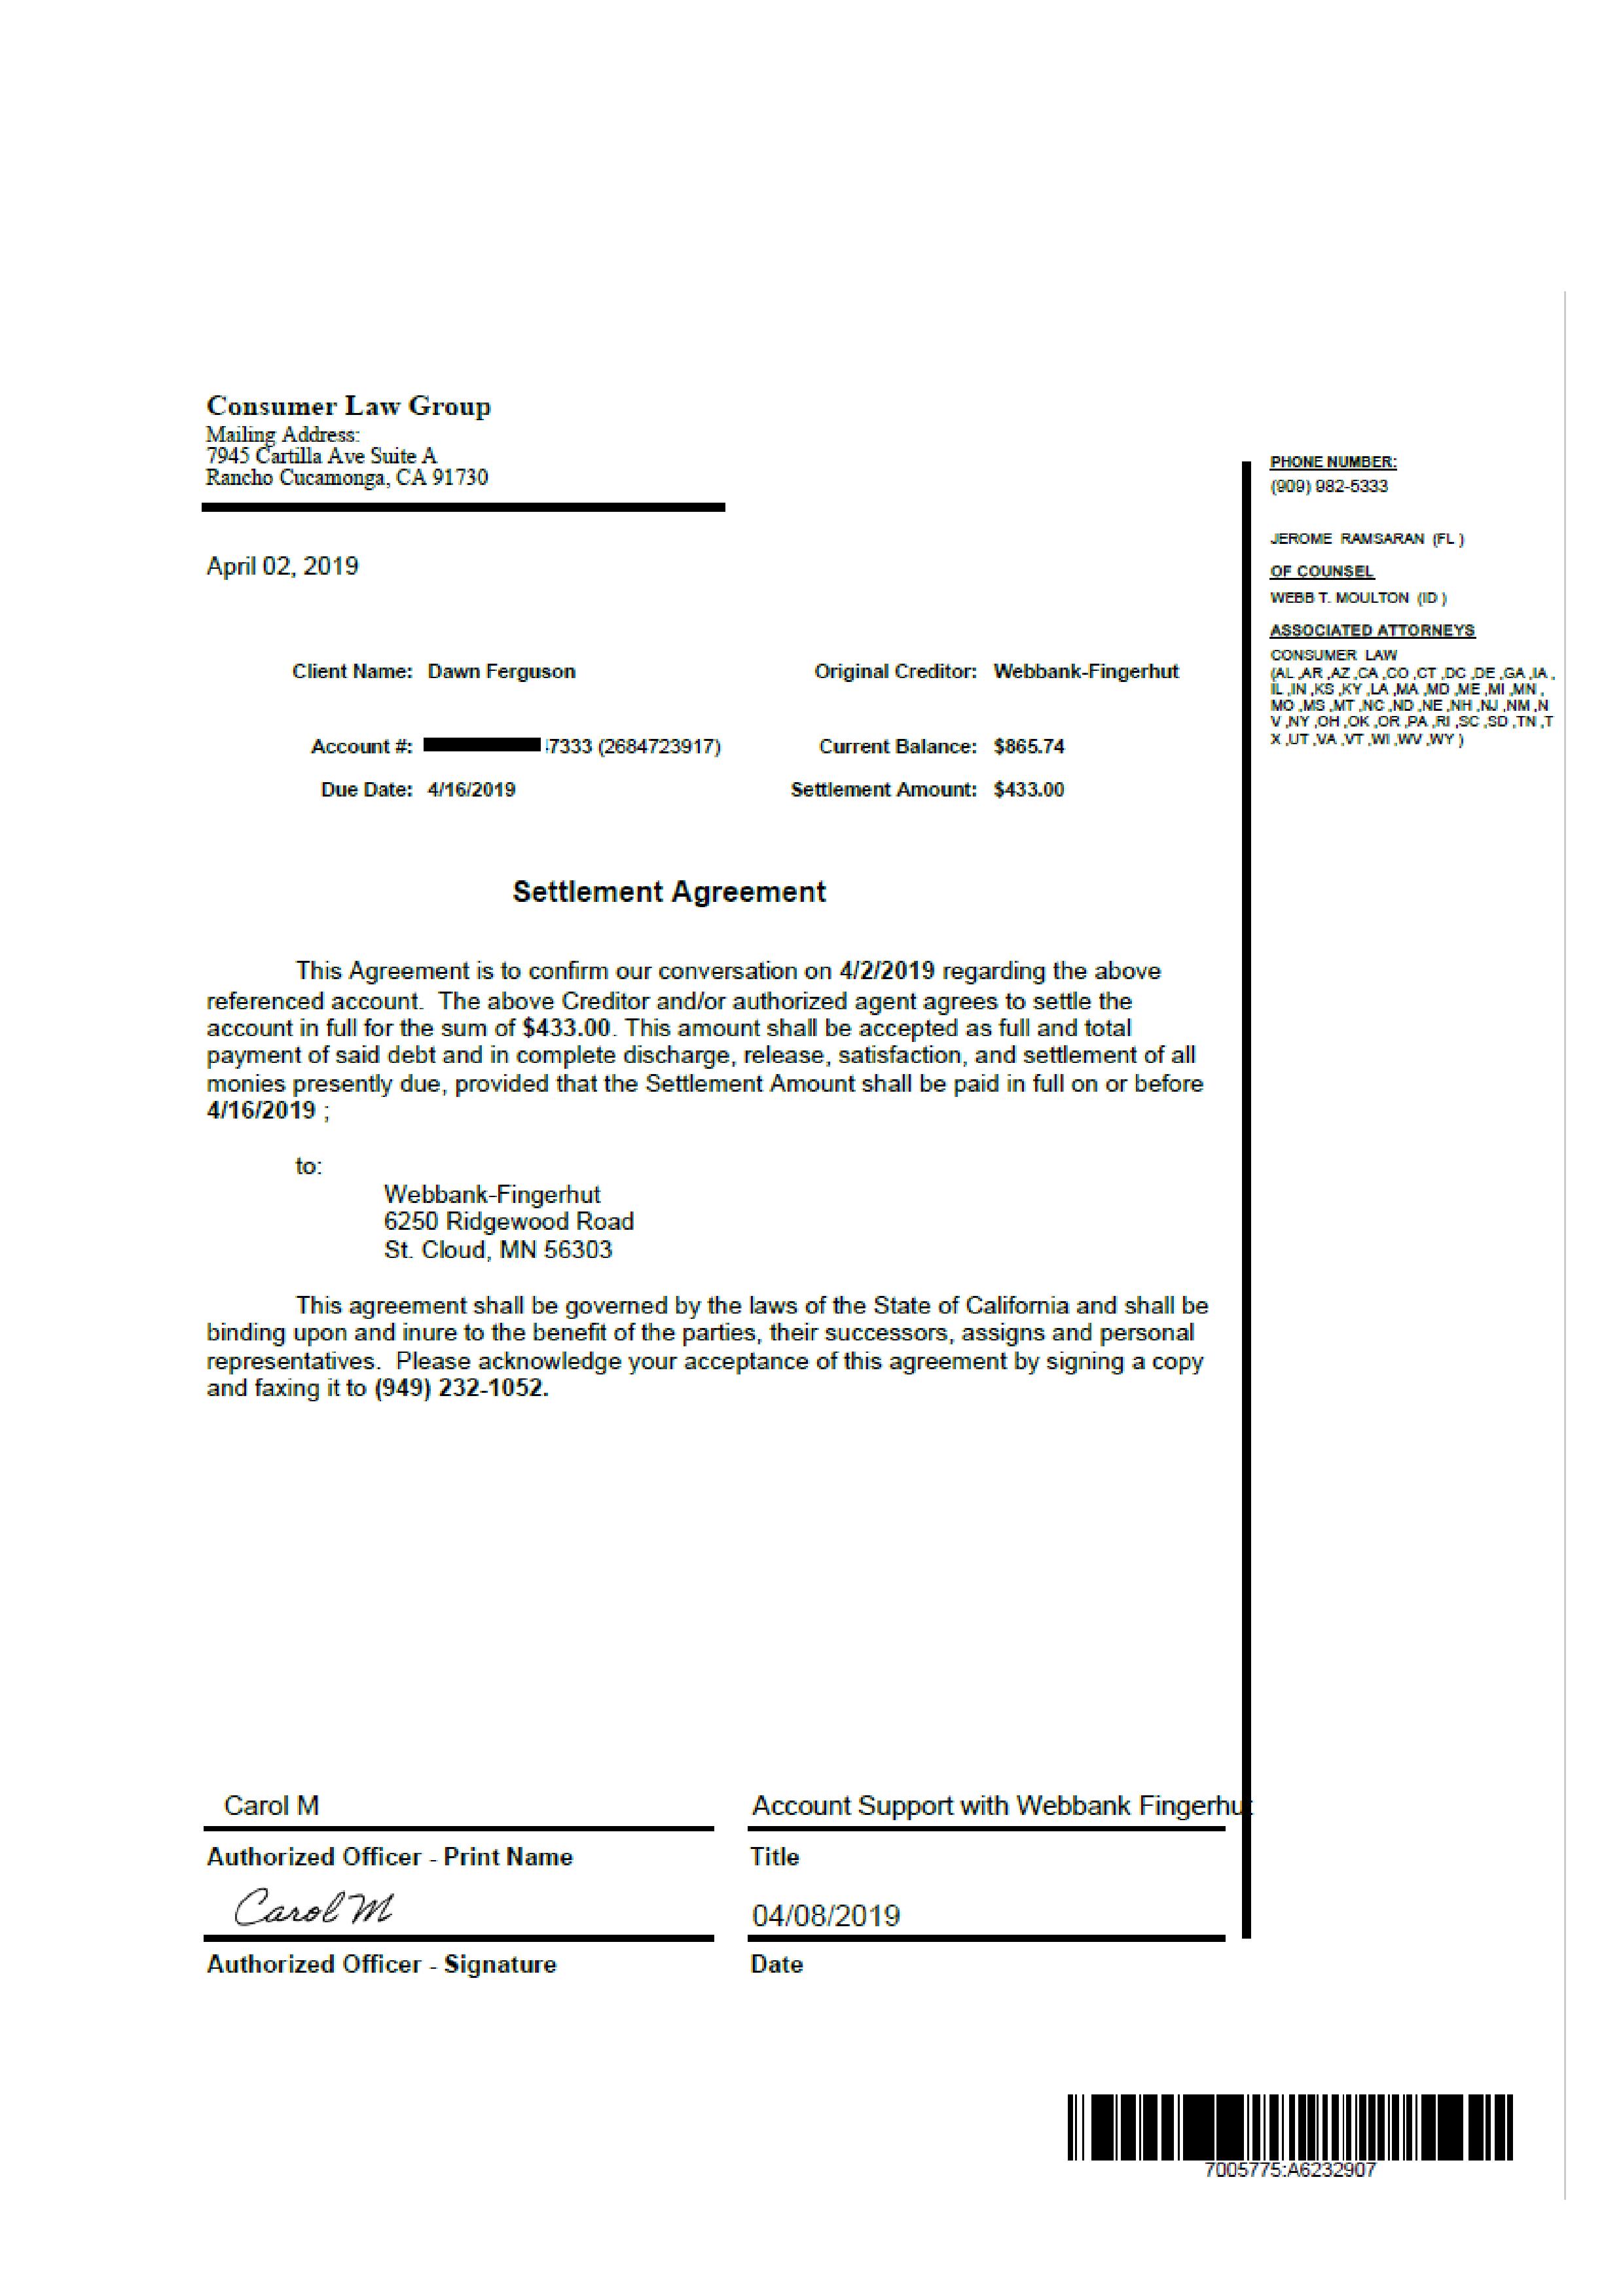 Consumer Law Group
Mailing Address:
7945 Cartilla Ave Suite A
Rancho Cucamonga, CA 91730
PHONE NUMBER:
(909) 982-5333
JEROME RAMSARAN (FL )
OF COUNSEL
WEBB T. MOULTON (ID )
ASSOCIATED ATTORNEYS
CONSUMER LAW
(AL ,AR ,AZ ,CA ,CO ,CT ,DC ,DE ,GA ,IA ,
IL ,IN ,KS ,KY ,LA ,MA ,MD ,ME ,MI ,MN ,
MO ,MS ,MT ,NC ,ND ,NE ,NH ,NJ ,NM ,N
V ,NY ,OH ,OK ,OR ,PA ,RI ,SC ,SD ,TN ,T
X ,UT ,VA ,VT ,WI ,WV ,WY )
April 02, 2019
Client Name: Dawn Ferguson Original Creditor: Webbank-Fingerhut
Account #: 7333 (2684723917) Current Balance: $865.74
Due Date: 4/16/2019 Settlement Amount: $433.00
Settlement Agreement
This Agreement is to confirm our conversation on 4/2/2019 regarding the above
referenced account. The above Creditor and/or authorized agent agrees to settle the
account in full for the sum of $433.00. This amount shall be accepted as full and total
payment of said debt and in complete discharge, release, satisfaction, and settlement of all
monies presently due, provided that the Settlement Amount shall be paid in full on or before
4/16/2019 ;
to:
Webbank-Fingerhut
6250 Ridgewood Road
St. Cloud, MN 56303
This agreement shall be governed by the laws of the State of California and shall be
binding upon and inure to the benefit of the parties, their successors, assigns and personal
representatives. Please acknowledge your acceptance of this agreement by signing a copy
and faxing it to (949) 232-1052.
Carol M Account Support with Webbank Fingerhut
Authorized Officer - Print Name Title
Carol M 04/08/2019
Authorized Officer - Signature Date
7005775:A6232907